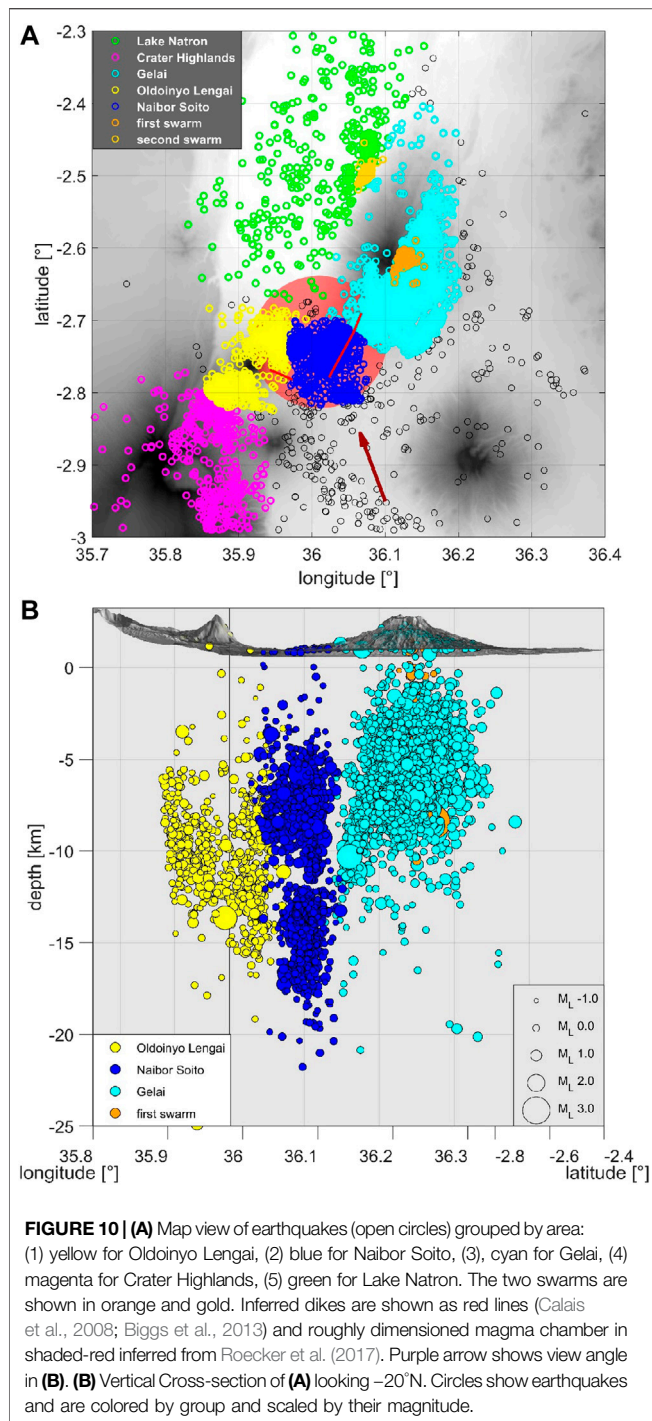 A
Lake Natron
Crater Highlands
Gelai
Oldoinyo Lengai
Naibor Soito
first swarm
second swarm
-2.3
-2.4
-2.5
-2.6
-2.7
-2.8
-2.9
-3
latitude [°]
35.7 35.8 35.9 36 36.1 36.2 36.3 36.4
longitude [°]
B
0
-5
-10
-15
-20
-25
depth [km]
Oldoinyo Lengai
Naibor Soito
Gelai
first swarm
ML -1.0
ML 0.0
ML 1.0
ML 2.0
ML 3.0
35.8 35.9 36 36.1 36.2 36.3 -2.8 -2.6 -2.4
longitude [°] latitude [°]
FIGURE 10 | (A) Map view of earthquakes (open circles) grouped by area:
(1) yellow for Oldoinyo Lengai, (2) blue for Naibor Soito, (3), cyan for Gelai, (4)
magenta for Crater Highlands, (5) green for Lake Natron. The two swarms are
shown in orange and gold. Inferred dikes are shown as red lines (Calais
et al., 2008; Biggs et al., 2013) and roughly dimensioned magma chamber in
shaded-red inferred from Roecker et al. (2017). Purple arrow shows view angle
in (B). (B) Vertical Cross-section of (A) looking −20°N. Circles show earthquakes
and are colored by group and scaled by their magnitude.